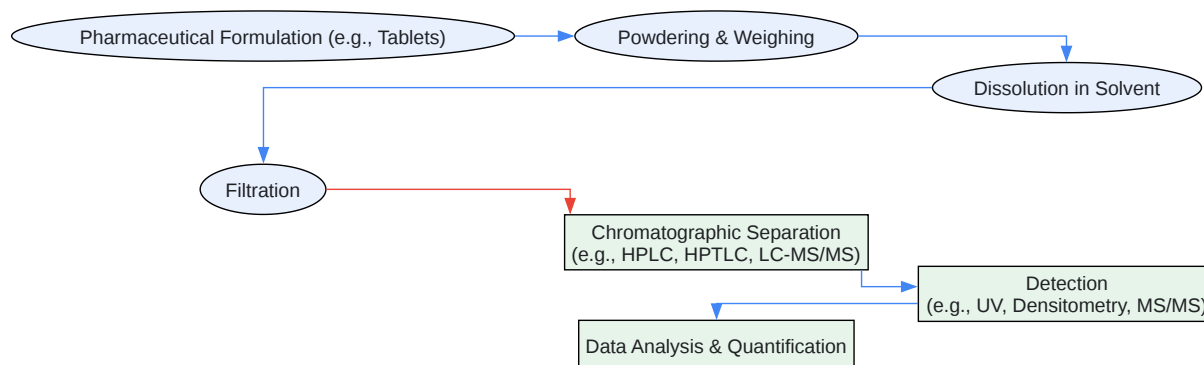 Pharmaceutical Formulation (e.g., Tablets)
Powdering & Weighing
Dissolution in Solvent
Filtration
Chromatographic Separation
(e.g., HPLC, HPTLC, LC-MS/MS)
Detection
(e.g., UV, Densitometry, MS/MS)
Data Analysis & Quantification